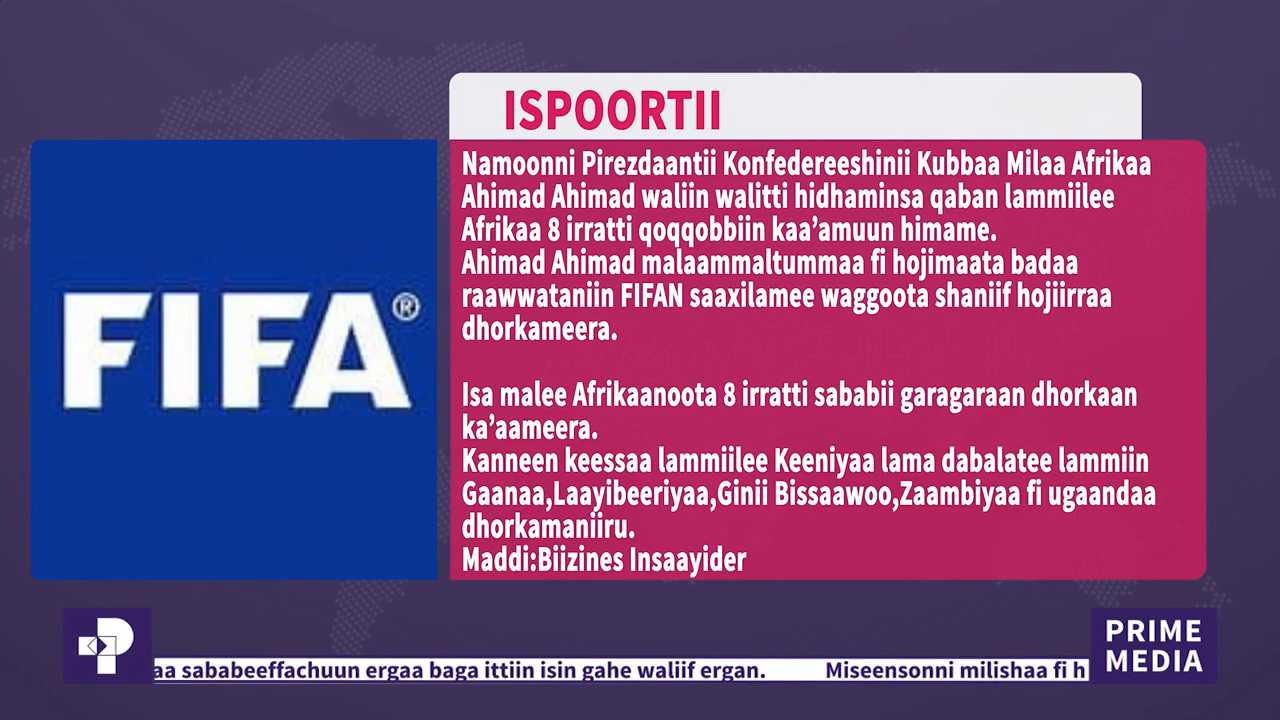 ISPOORTII
Namoonni Pirezdaantii Konfedereeshinii Kubbaa Milaa Afrikaa
Ahimad Ahimad waliin walitti hidhaminsa qaban lammiilee
Afrikaa 8 irratti qoqqobbiin kaa’amuun himame.
Ahimad Ahimad malaammaltummaa fi hojimaata badaa
raawwataniin FIFAN saaxilamee waggoota shaniif hojiirraa
dhorkameera.
Isa malee Afrikaanoota 8 irratti sababii garagaraan dhorkaan
ka’aameera.
Kanneen keessaa lammiilee Keeniyaa lama dabalatee lammiin
Gaanaa,Laayibeeriyaa,Ginii Bissaawoo,Zaambiyaa fi ugaandaa
dhorkamaniiru.
Maddi:Biizines Insaayider
FIFA®
PRIME
MEDIA
aa sababeeffachuun ergaa baga ittiin isin gahe waliif ergan. Miseensonni milishaa fi h